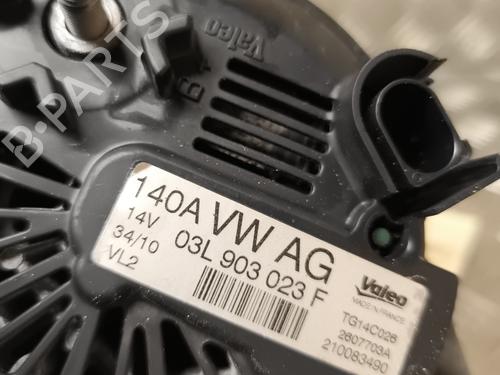 Valeo
D +
140A VW AG
14V
03L 903 023 F
34/10
VL2
Valeo
MADE IN FRANCE
TG14C026
2607703A
210083490
B-PARTS